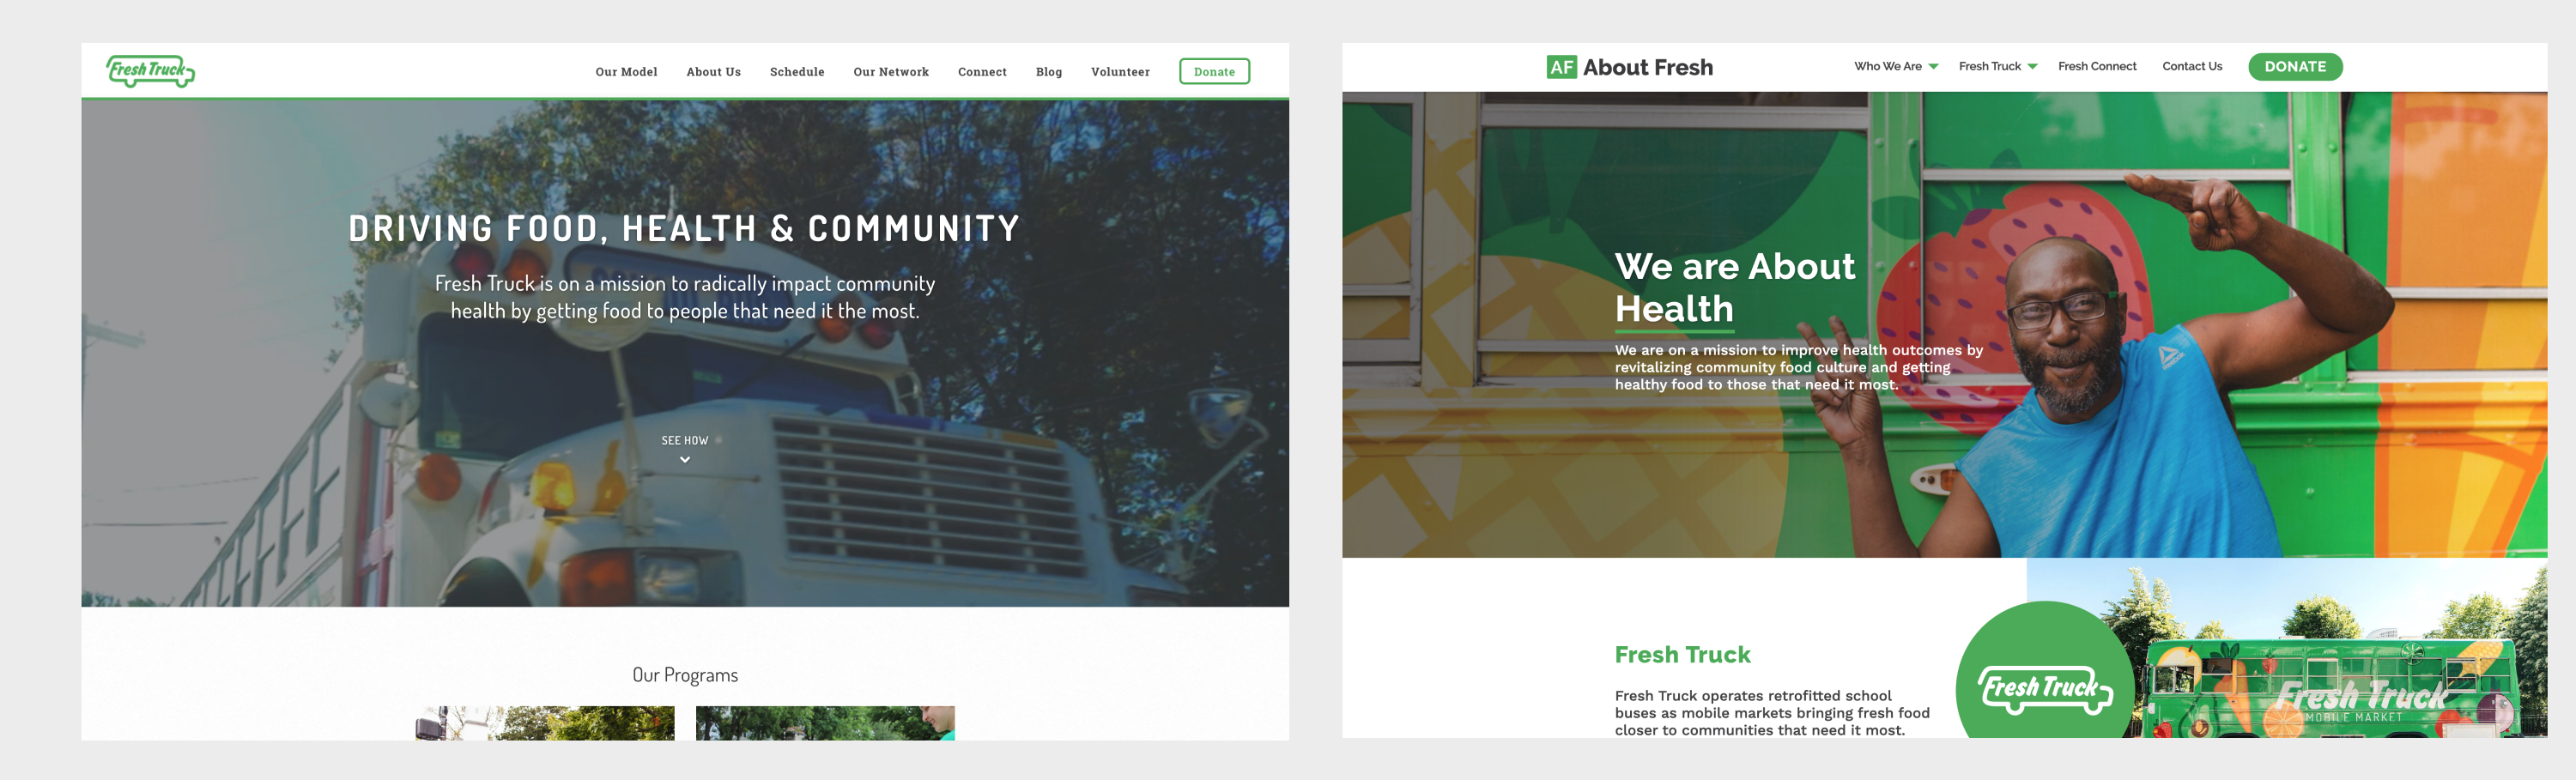 Fresh Truck
Our Model
About Us
Schedule
Our Network
Connect
Blog
Volunteer
Donate
DRIVING FOOD, HEALTH & COMMUNITY
Fresh Truck is on a mission to radically impact community
health by getting food to people that need it the most.
SEE HOW
Our Programs
AF About Fresh
Who We Are
Fresh Truck
Fresh Connect
Contact Us
DONATE
We are About
Health
We are on a mission to improve health outcomes by
revitalizing community food culture and getting
healthy food to those that need it most.
Fresh Truck
Fresh Truck operates retrofitted school
buses as mobile markets bringing fresh food
closer to communities that need it most.
Fresh Truck
Fresh Truck
MOBILE MARKET